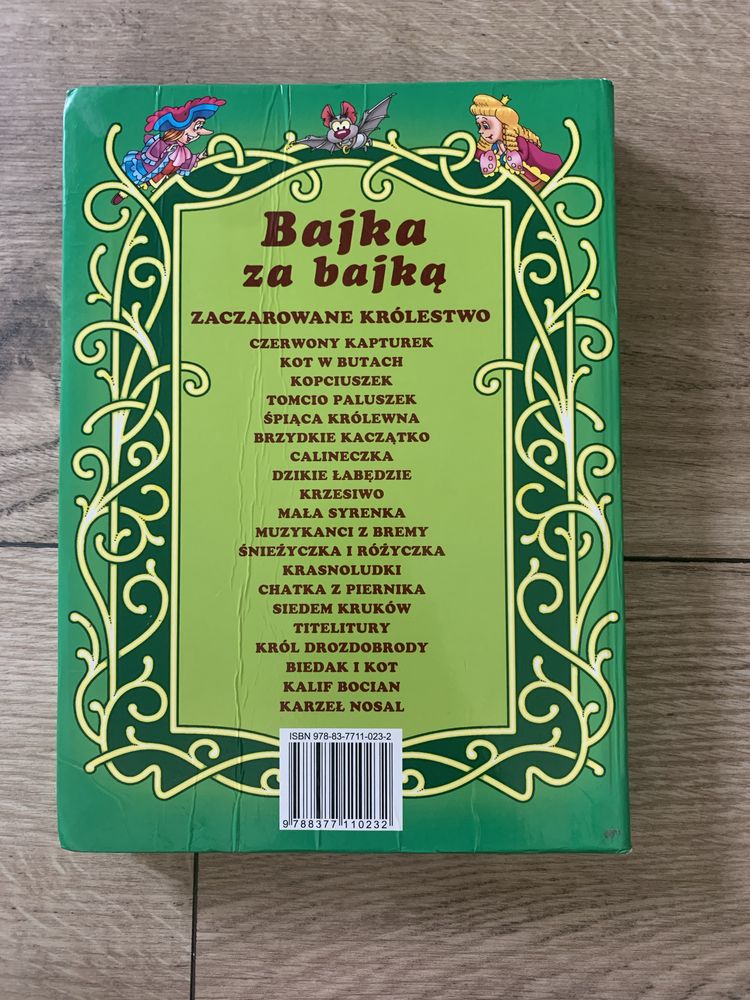 Bajka
za bajką
ZACZAROWANE KRÓLESTWO
CZERWONY KAPTUREK
KOT W BUTACH
KOPCIUSZEK
TOMCIO PALUSZEK
ŚPIĄCA KRÓLEWNA
BRZYDKIE KACZĄTKO
CALINECZKA
DZIKIE ŁABĘDZIE
KRZESIWO
MAŁA SYRENKA
MUZYKANCI Z BREMY
ŚNIEŻYCZKA I RÓŻYCZKA
KRASNOLUDKI
CHATKA Z PIERNIKA
SIEDEM KRUKÓW
TITELITURY
KRÓL DROZDOBRODY
BIEDAK I KOT
KALIF BOCIAN
KARZEŁ NOSAL
ISBN 978-83-7711-023-2
9 788377 110232